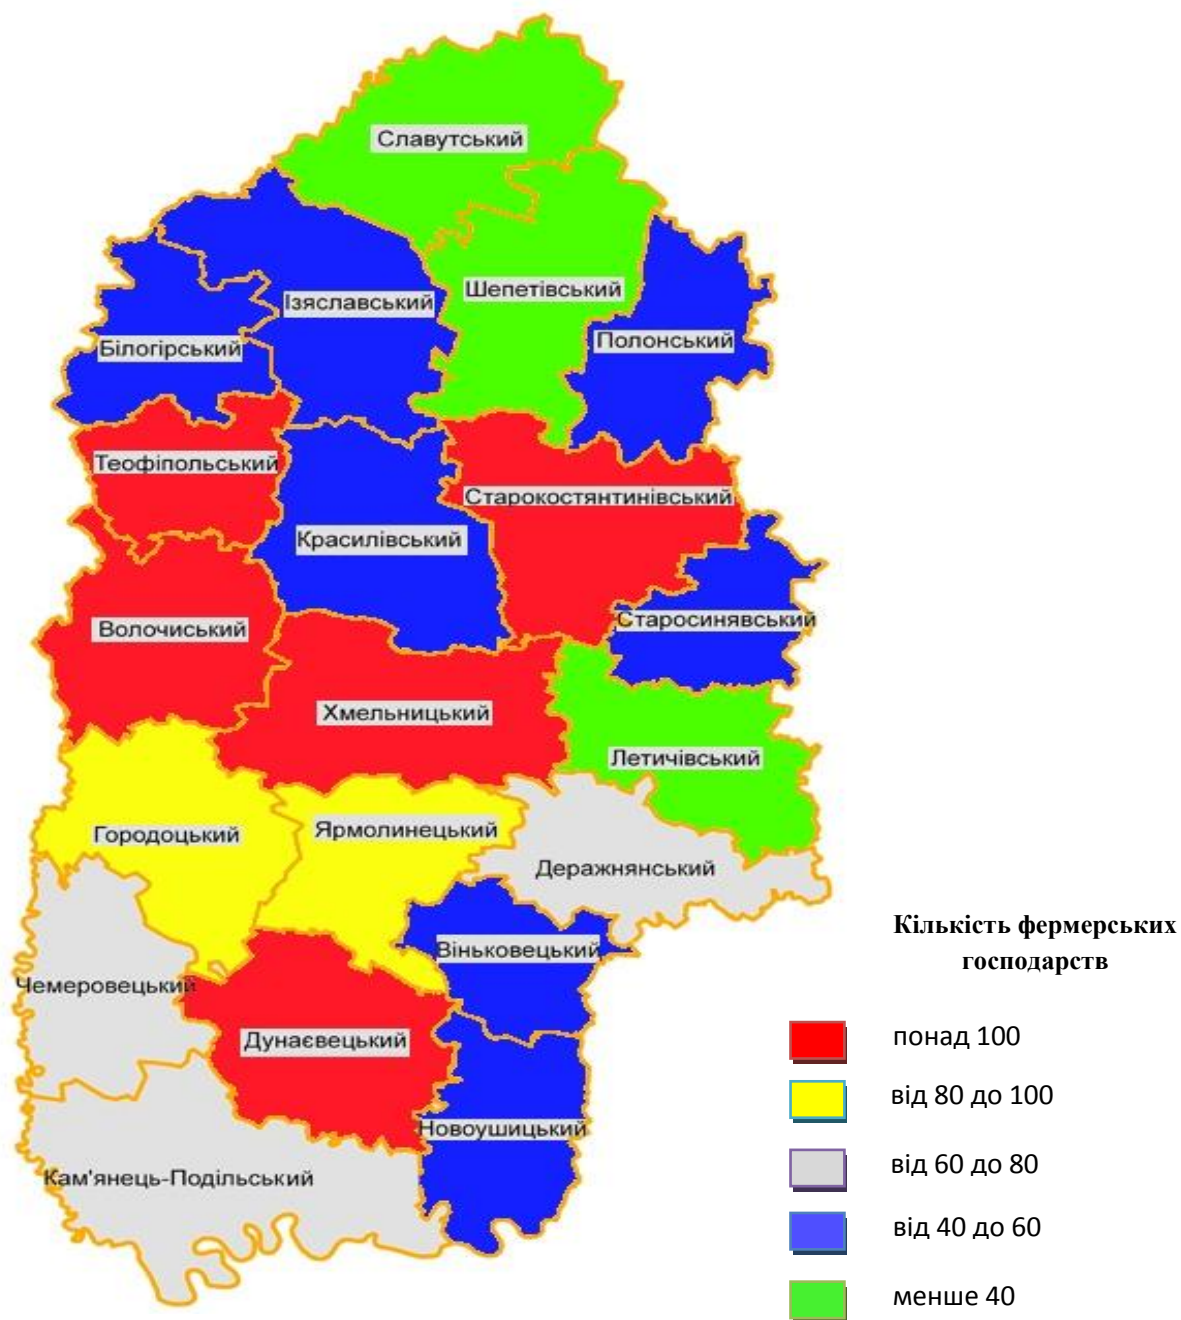 Славутський
Шепетівський
Ізяславський
Полонський
Білогірський
Теофіпольський
Старокостянтинівський
Красилівський
Старосинявський
Волочиський
Хмельницький
Летичівський
Ярмолинецький
Городоцький
Деражнянський
Віньковецький
Чемеровецький
Дунаєвецький
Новоушицький
Кам'янець-Подільський
Кількість фермерських
господарств
понад 100
від 80 до 100
від 60 до 80
від 40 до 60
менше 40